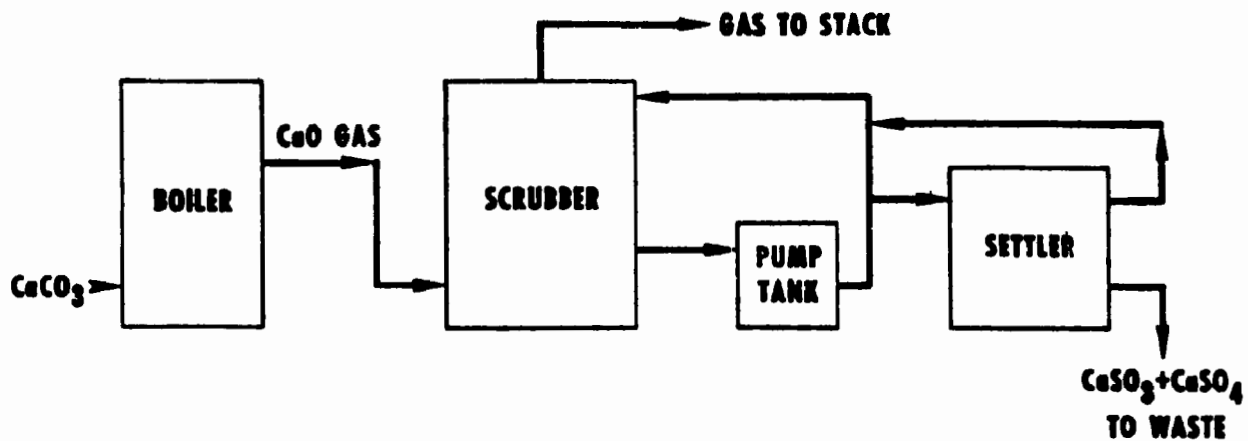 GAS TO STACK
CaO GAS
BOILER
SCRUBBER
PUMP
TANK
SETTLER
CaCO₃
CaSO₃+CaSO₄
TO WASTE